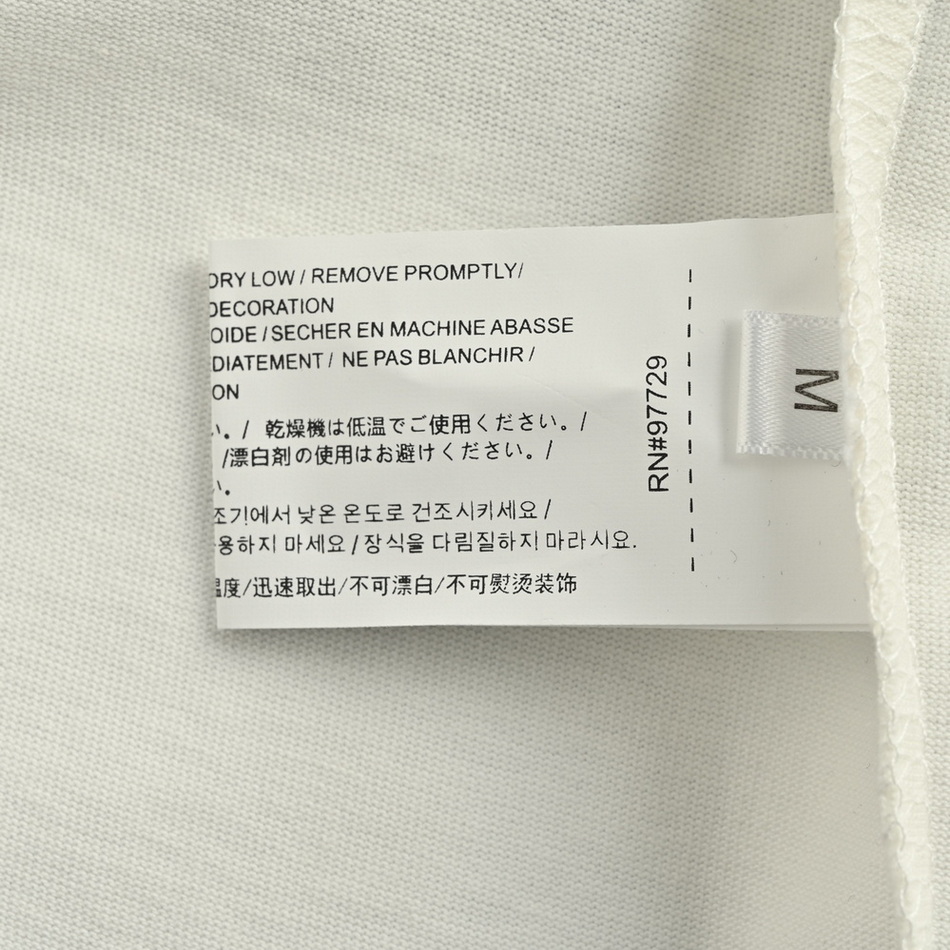 DRY LOW / REMOVE PROMPTLY/
DECORATION
OIDE / SECHER EN MACHINE ABASSE
DIATEMENT / NE PAS BLANCHIR /
ON
い。/ 乾燥機は低温でご使用ください。/
/漂白剤の使用はお避けください。/
い。
조기에서 낮은 온도로 건조시키세요 /
용하지 마세요 / 장식을 다림질하지 마라시요.
温度/迅速取出/不可漂白/不可熨烫装饰
RN#97729
M